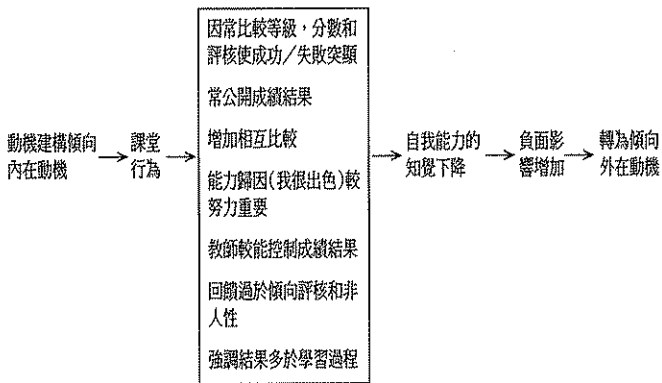 動機建構傾向
內在動機
課堂
行為
因常比較等級，分數和
評核使成功／失敗突顯
常公開成績結果
增加相互比較
能力歸因(我很出色)較
努力重要
教師較能控制成績結果
回饋過於傾向評核和非
人性
強調結果多於學習過程
自我能力的
知覺下降
負面影
響增加
轉為傾向
外在動機